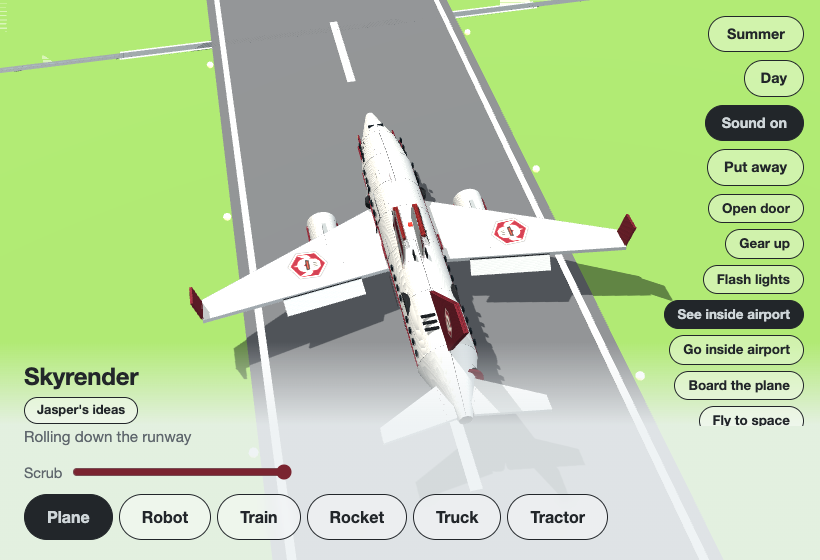 Summer
Day
Sound on
Put away
Open door
Gear up
Flash lights
See inside airport
Go inside airport
Board the plane
Fly to space
Skyrender
Jasper's ideas
Rolling down the runway
Scrub
Plane
Robot
Train
Rocket
Truck
Tractor